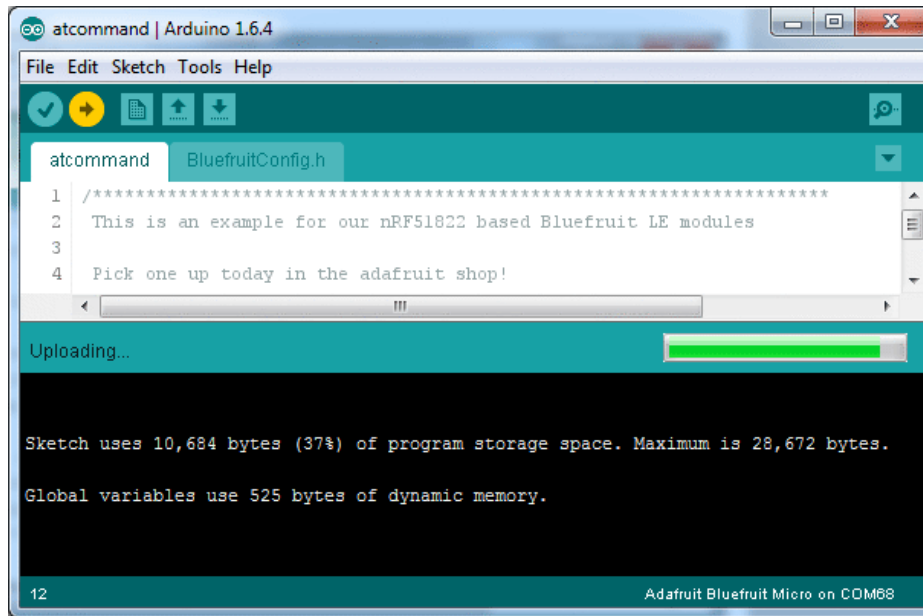 atcommand | Arduino 1.6.4
File Edit Sketch Tools Help
atcommand BluefruitConfig.h
1 /********************************************************************
2 This is an example for our nRF51822 based Bluefruit LE modules
3
4 Pick one up today in the adafruit shop!
Uploading...
Sketch uses 10,684 bytes (37%) of program storage space. Maximum is 28,672 bytes.
Global variables use 525 bytes of dynamic memory.
12 Adafruit Bluefruit Micro on COM68